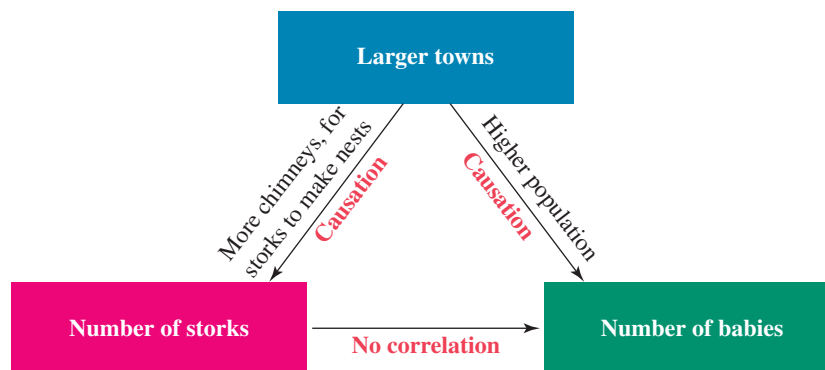 Larger towns
More chimneys, for
storks to make nests
Causation
Higher population
Causation
Number of storks
No correlation
Number of babies